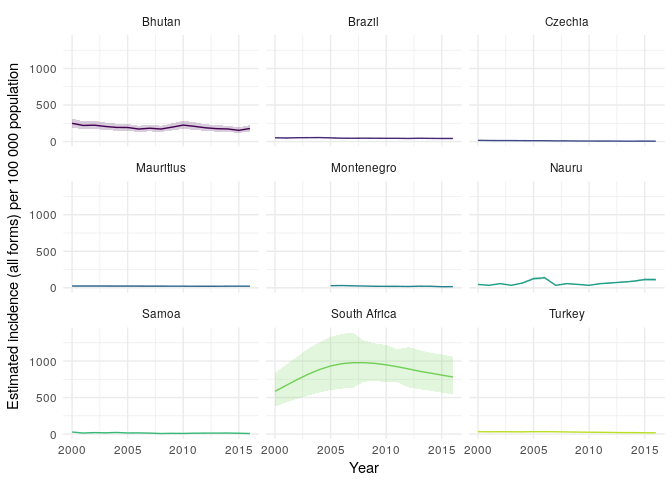 Bhutan Brazil Czechia
1000
500
0
Mauritius Montenegro Nauru
1000
500
0
Samoa South Africa Turkey
1000
500
0
2000 2005 2010 2015 2000 2005 2010 2015 2000 2005 2010 2015
Year
Estimated incidence (all forms) per 100 000 population